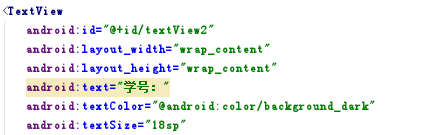 <TextView
android:id="@+id/textView2"
android:layout_width="wrap_content"
android:layout_height="wrap_content"
android:text="学号："
android:textColor="@android:color/background_dark"
android:textSize="18sp"